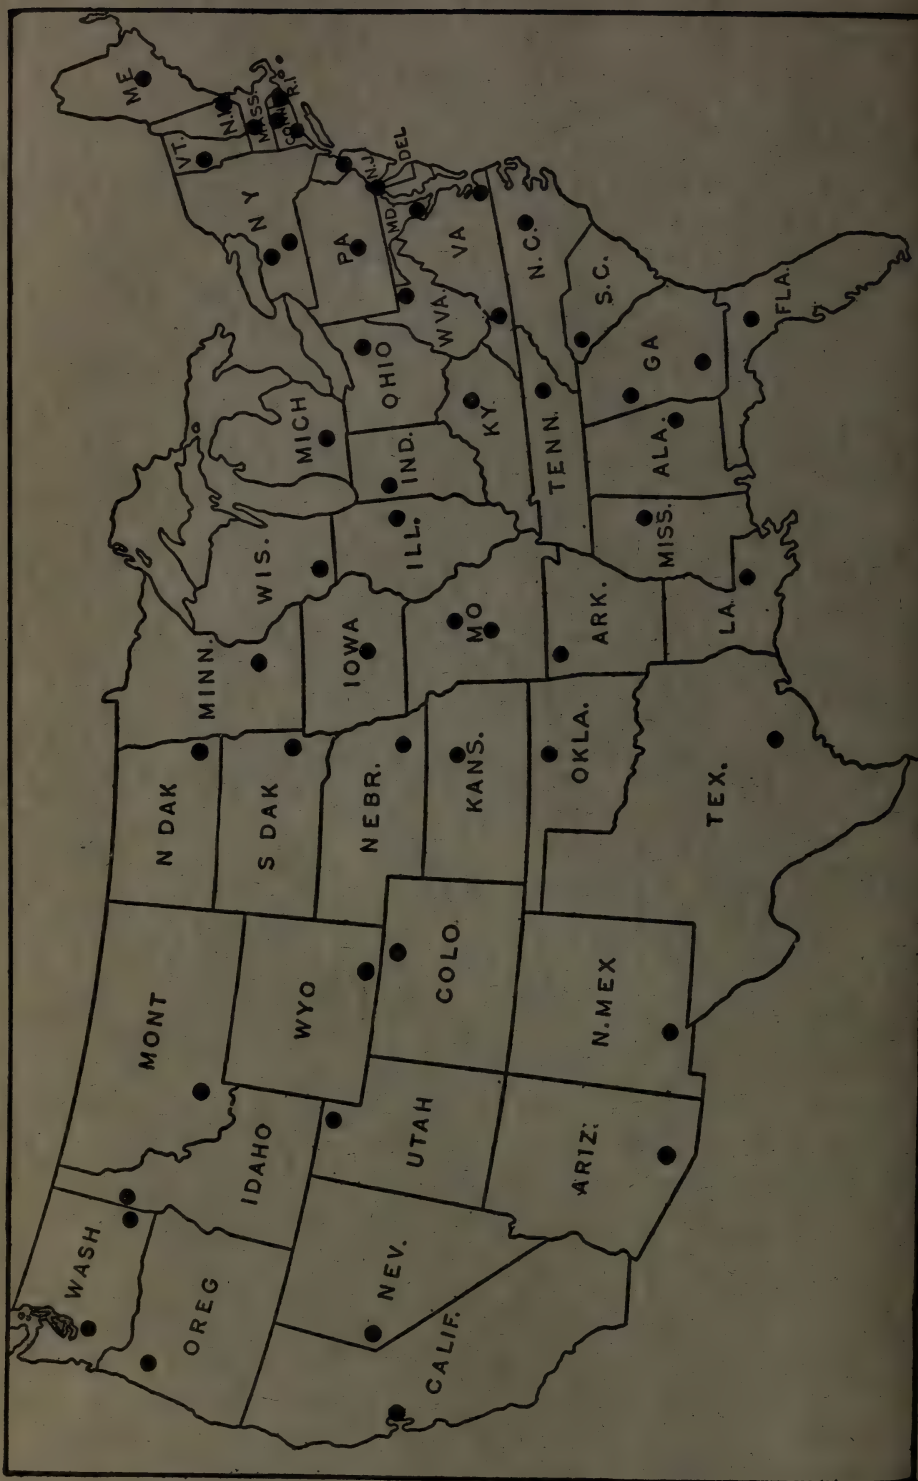 WASH.
OREG
CALIF.
NEV.
IDAHO
MONT
WYO
UTAH
ARIZ.
COLO.
N.MEX
N DAK
S DAK
NEBR.
KANS.
OKLA.
TEX.
MINN.
IOWA
MO
ARK.
LA.
WIS.
ILL.
MISS.
MICH
IND.
OHIO
KY.
TENN.
ALA.
GA
FLA.
S.C.
N.C.
VA
W VA.
MD.
DEL
PA
N.J.
N Y
VT.
N.H.
MASS.
CONN
R.I.
ME